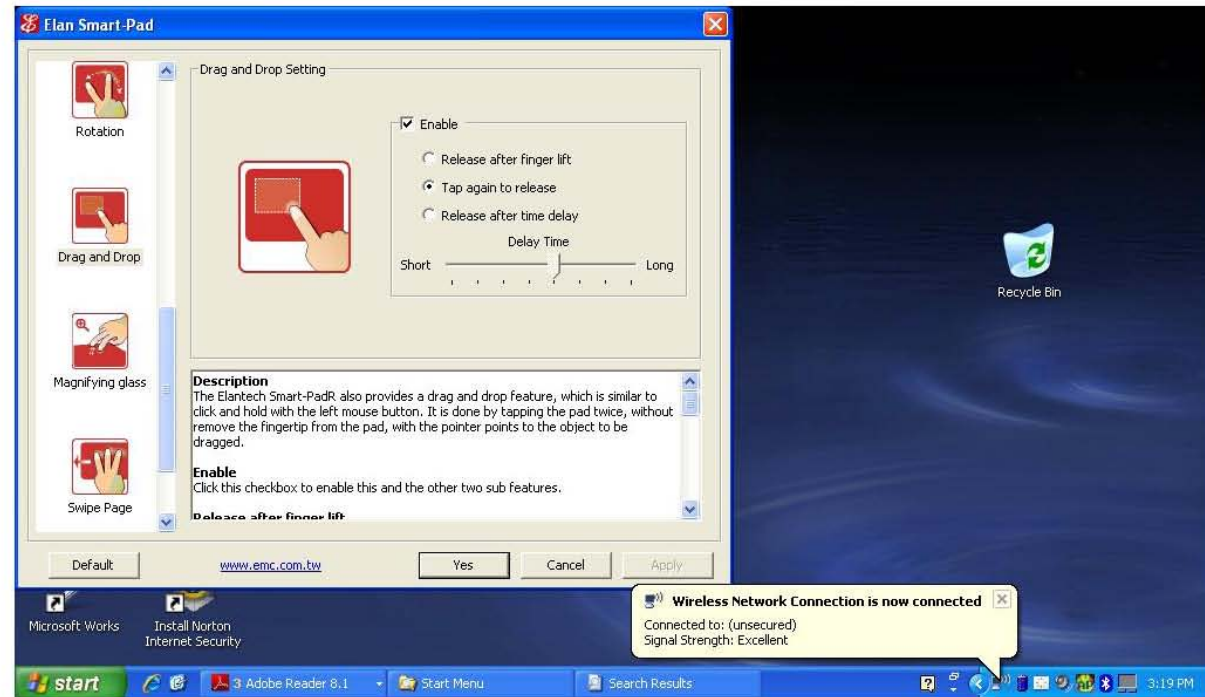 Elan Smart-Pad
Rotation
Drag and Drop
Magnifying glass
Swipe Page
Drag and Drop Setting
Enable
Release after finger lift
Tap again to release
Release after time delay
Delay Time
Short
Long
Description
The Elantech Smart-PadR also provides a drag and drop feature, which is similar to
click and hold with the left mouse button. It is done by tapping the pad twice, without
remove the fingertip from the pad, with the pointer points to the object to be
dragged.
Enable
Click this checkbox to enable this and the other two sub features.
Release after finger lift
Default
www.emc.com.tw
Yes
Cancel
Apply
Recycle Bin
Microsoft Works
Install Norton
Internet Security
Wireless Network Connection is now connected
Connected to: (unsecured)
Signal Strength: Excellent
start
3 Adobe Reader 8.1
Start Menu
Search Results
3:19 PM